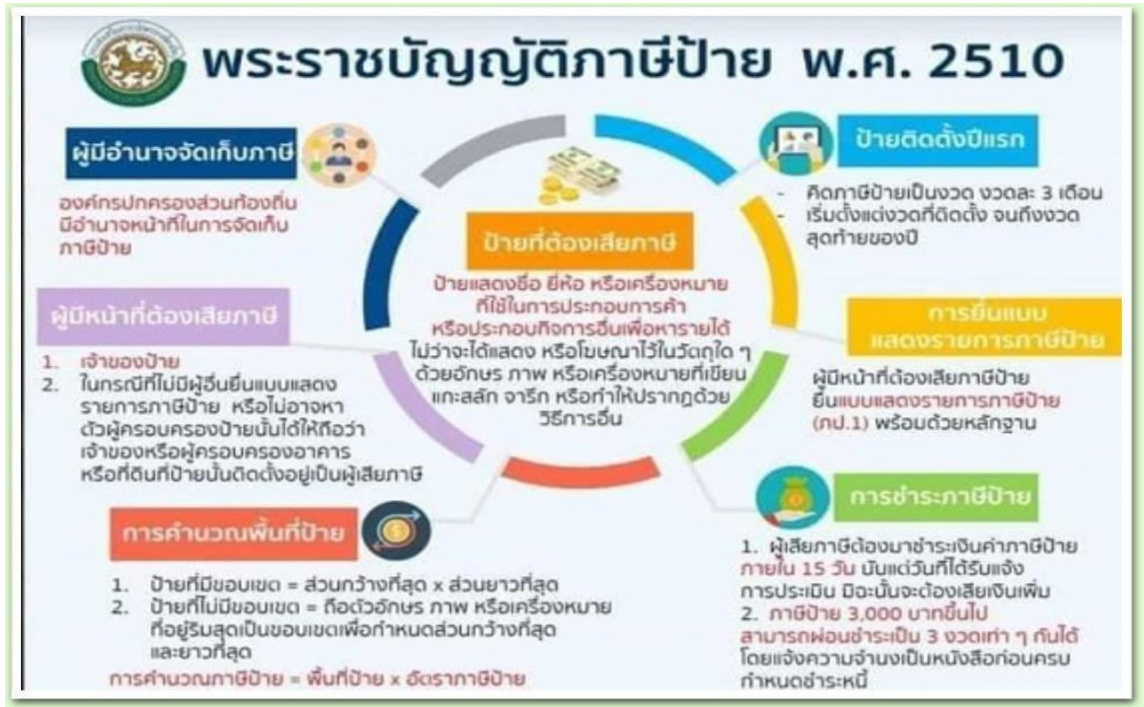 พระราชบัญญัติภาษีป้าย พ.ศ. 2510
ผู้มีอำนาจจัดเก็บภาษี
องค์กรปกครองส่วนท้องถิ่น
มีอำนาจหน้าที่ในการจัดเก็บ
ภาษีป้าย
ผู้มีหน้าที่ต้องเสียภาษี
1. เจ้าของป้าย
2. ในกรณีที่ไม่มีผู้อื่นยื่นแบบแสดง
รายการภาษีป้าย หรือไม่อาจหา
ตัวผู้ครอบครองป้ายนั้นได้ให้ถือว่า
เจ้าของหรือผู้ครอบครองอาคาร
หรือที่ดินที่ป้ายนั้นติดตั้งอยู่เป็นผู้เสียภาษี
การคำนวณพื้นที่ป้าย
1. ป้ายที่มีขอบเขต = ส่วนกว้างที่สุด x ส่วนยาวที่สุด
2. ป้ายที่ไม่มีขอบเขต = ถือตัวอักษร ภาพ หรือเครื่องหมาย
ที่อยู่ริมสุดเป็นขอบเขตเพื่อกำหนดส่วนกว้างที่สุด
และยาวที่สุด
การคำนวณภาษีป้าย = พื้นที่ป้าย x อัตราภาษีป้าย
ป้ายที่ต้องเสียภาษี
ป้ายแสดงชื่อ ยี่ห้อ หรือเครื่องหมาย
ที่ใช้ในการประกอบการค้า
หรือประกอบกิจการอื่นเพื่อหารายได้
ไม่ว่าจะได้แสดง หรือโฆษณาไว้ในวัตถุใด ๆ
ด้วยอักษร ภาพ หรือเครื่องหมายที่เขียน
แกะสลัก จารึก หรือทำให้ปรากฏด้วย
วิธีการอื่น
ป้ายติดตั้งปีแรก
- คิดภาษีป้ายเป็นงวด งวดละ 3 เดือน
- เริ่มตั้งแต่งวดที่ติดตั้ง จนถึงงวด
สุดท้ายของปี
การยื่นแบบ
แสดงรายการภาษีป้าย
ผู้มีหน้าที่ต้องเสียภาษีป้าย
ยื่นแบบแสดงรายการภาษีป้าย
(ภป.1) พร้อมด้วยหลักฐาน
การชำระภาษีป้าย
1. ผู้เสียภาษีต้องมาชำระเงินค่าภาษีป้าย
ภายใน 15 วัน นับแต่วันที่ได้รับแจ้ง
การประเมิน มิฉะนั้นจะต้องเสียเงินเพิ่ม
2. ภาษีป้าย 3,000 บาทขึ้นไป
สามารถผ่อนชำระเป็น 3 งวดเท่า ๆ กันได้
โดยแจ้งความจำนงเป็นหนังสือก่อนครบ
กำหนดชำระหนี้